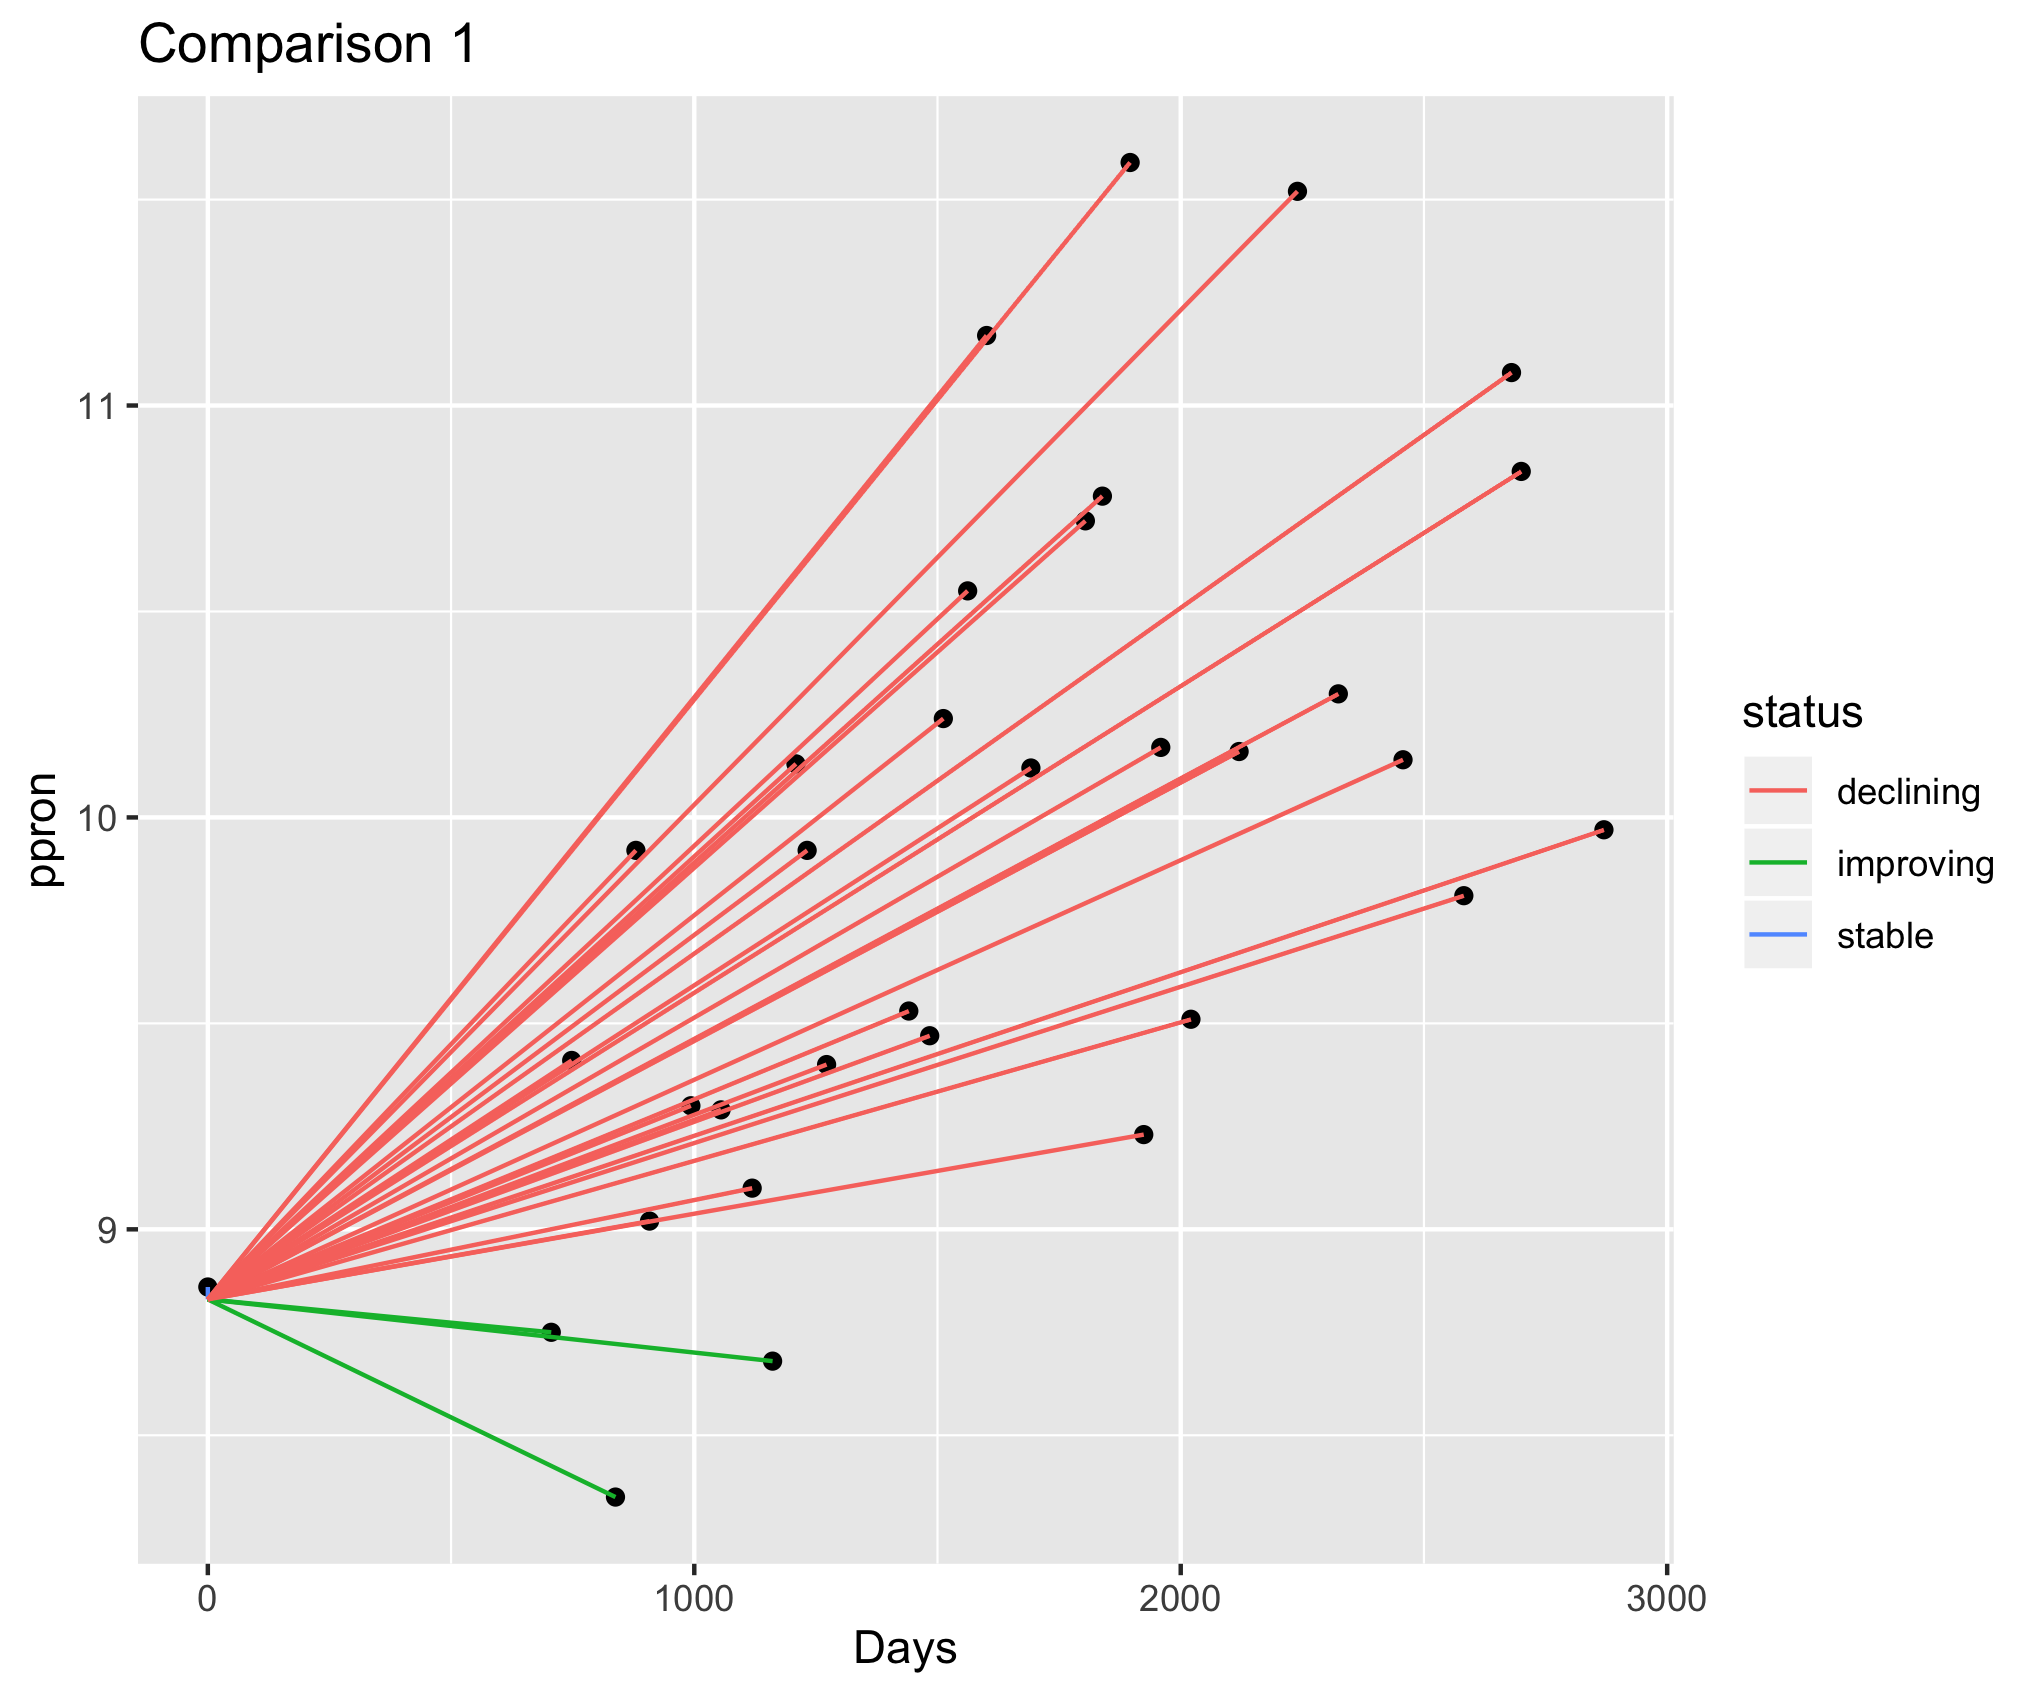 Comparison 1
11
10
9
ppron
0
1000
2000
3000
Days
status
declining
improving
stable